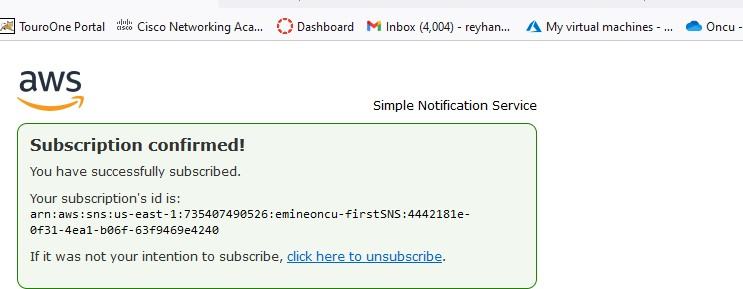 TouroOne Portal
Cisco Networking Aca...
Dashboard
Inbox (4,004) - reyhan...
My virtual machines - ...
Oncu -
aws
Simple Notification Service
Subscription confirmed!
You have successfully subscribed.
Your subscription's id is:
arn:aws:sns:us-east-1:735407490526:emineoncu-firstSNS:4442181e-
0f31-4ea1-b06f-63f9469e4240
If it was not your intention to subscribe, click here to unsubscribe.